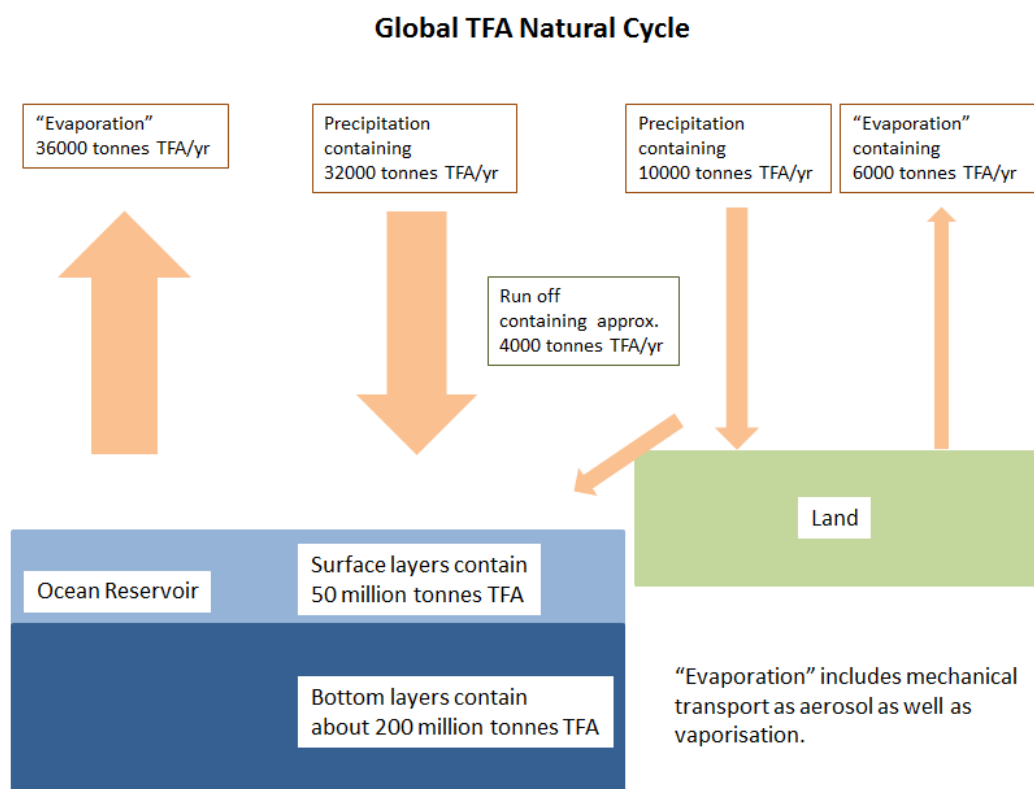 Global TFA Natural Cycle
“Evaporation”
36000 tonnes TFA/yr
Precipitation
containing
32000 tonnes TFA/yr
Precipitation
containing
10000 tonnes TFA/yr
“Evaporation”
containing
6000 tonnes TFA/yr
Run off
containing approx.
4000 tonnes TFA/yr
Land
Ocean Reservoir
Surface layers contain
50 million tonnes TFA
Bottom layers contain
about 200 million tonnes TFA
“Evaporation” includes mechanical
transport as aerosol as well as
vaporisation.